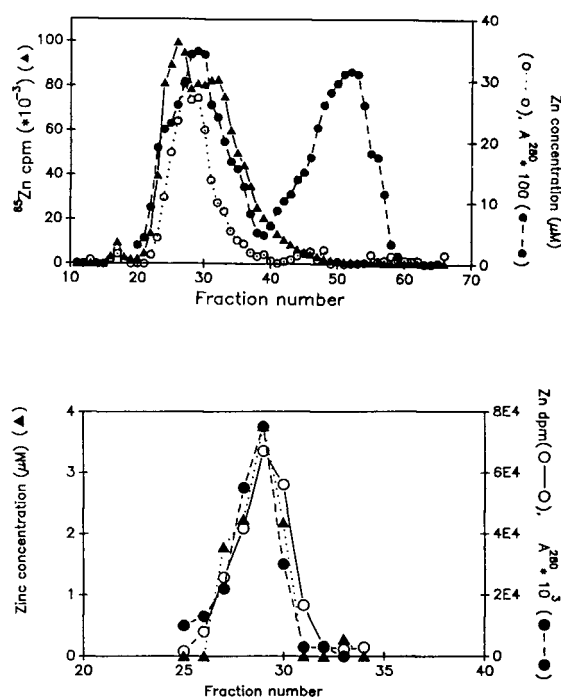 ⁶⁵Zn cpm (*10⁻³) (▲)
100
80
60
40
20
0
40
30
20
10
0
Zn concentration (μM)
(o···o), A²⁸⁰ * 100 (●--●)
10 20 30 40 50 60 70
Fraction number
Zinc concentration (μM) (▲)
4
3
2
1
0
8E4
6E4
4E4
2E4
0
Zn dpm(O—O), A²⁸⁰ * 10³ (●--●)
20 25 30 35 40
Fraction number